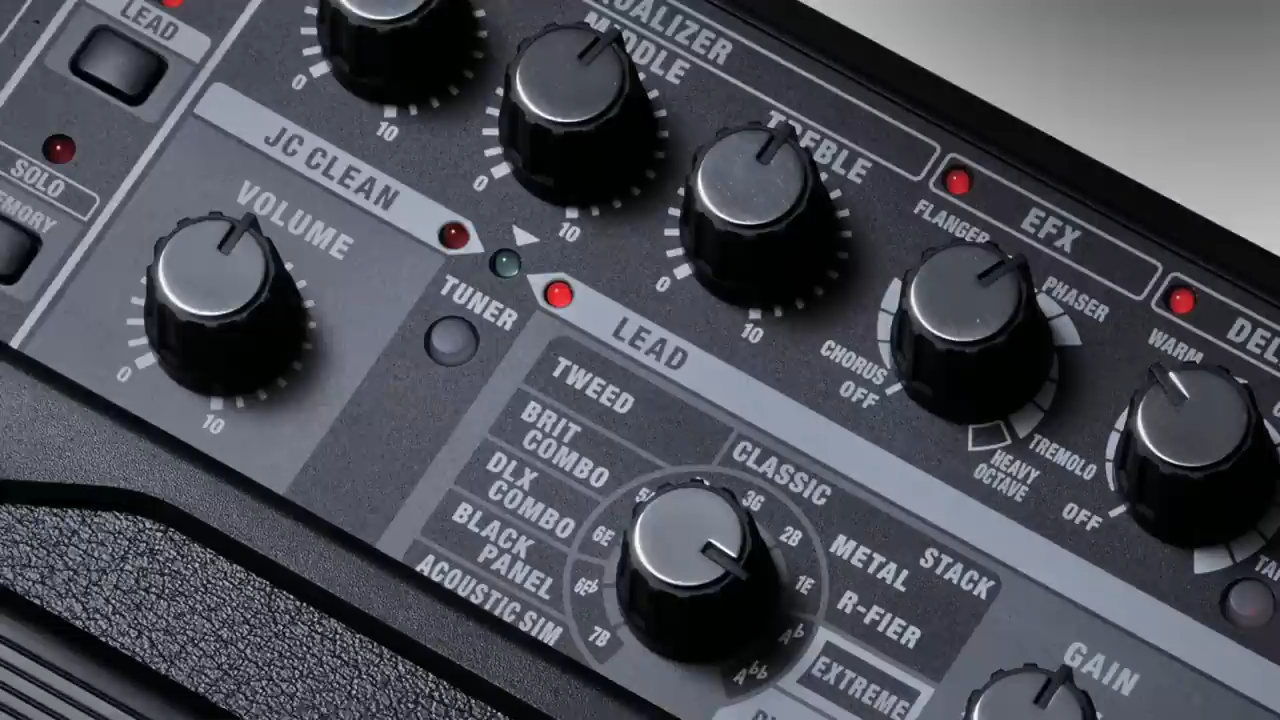 LEAD
SOLO
JC CLEAN
VOLUME
0
10
0
10
MIDDLE
0
10
TREBLE
0
10
TUNER
EFX
FLANGER
PHASER
CHORUS
OFF
TREMOLO
HEAVY
OCTAVE
WARM
OFF
LEAD
TWEED
BRIT
COMBO
DLX
COMBO
BLACK
PANEL
ACOUSTIC SIM
CLASSIC
METAL
STACK
R-FIER
EXTREME
6E
6E♭
7B
3G
2B
1E
A♭
A♭♭
GAIN